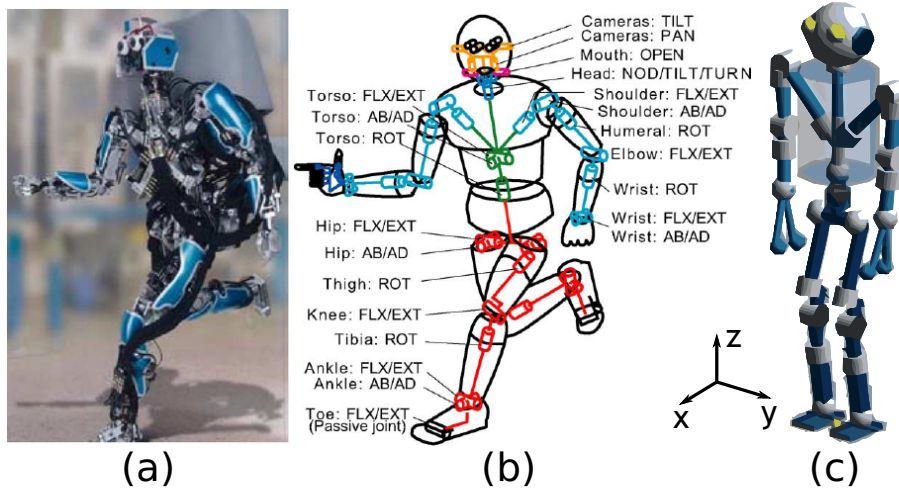 Cameras: TILT
Cameras: PAN
Mouth: OPEN
Head: NOD/TILT/TURN
Shoulder: FLX/EXT
Shoulder: AB/AD
Humeral: ROT
Elbow: FLX/EXT
Wrist: ROT
Wrist: FLX/EXT
Wrist: AB/AD
Torso: FLX/EXT
Torso: AB/AD
Torso: ROT
Hip: FLX/EXT
Hip: AB/AD
Thigh: ROT
Knee: FLX/EXT
Tibia: ROT
Ankle: FLX/EXT
Ankle: AB/AD
Toe: FLX/EXT
(Passive joint)
z
x
y
(a)
(b)
(c)